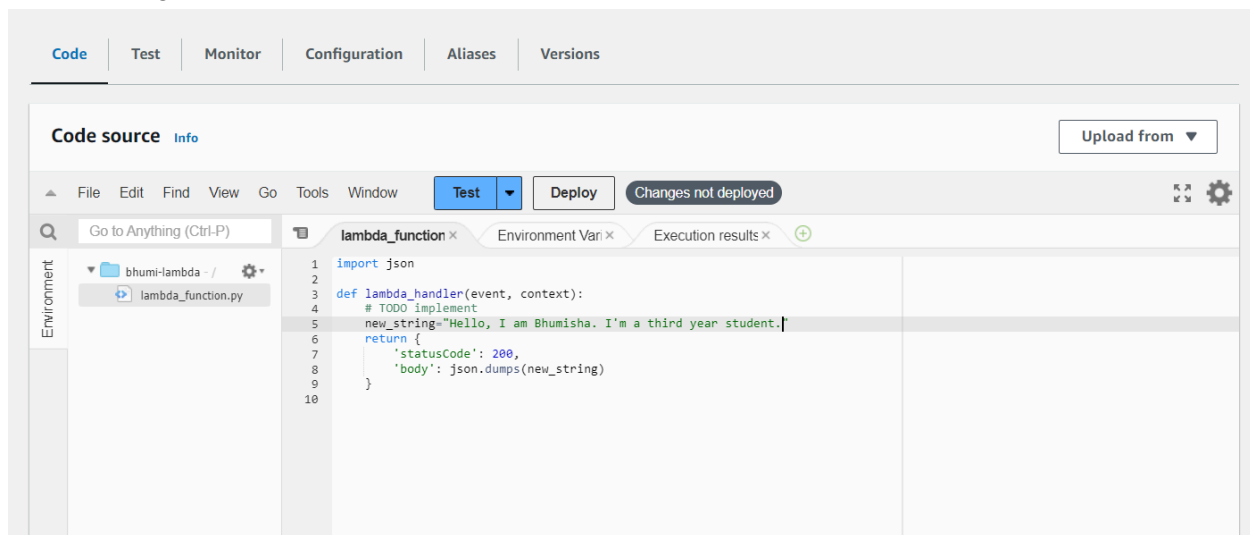 Code Test Monitor Configuration Aliases Versions
Code source Info Upload from
File Edit Find View Go Tools Window Test Deploy Changes not deployed
Go to Anything (Ctrl-P) lambda_function Environment Vari Execution results
Environment
bhumi-lambda - /
lambda_function.py
1 import json
2
3 def lambda_handler(event, context):
4 # TODO implement
5 new_string="Hello, I am Bhumisha. I'm a third year student."
6 return {
7 'statusCode': 200,
8 'body': json.dumps(new_string)
9 }
10